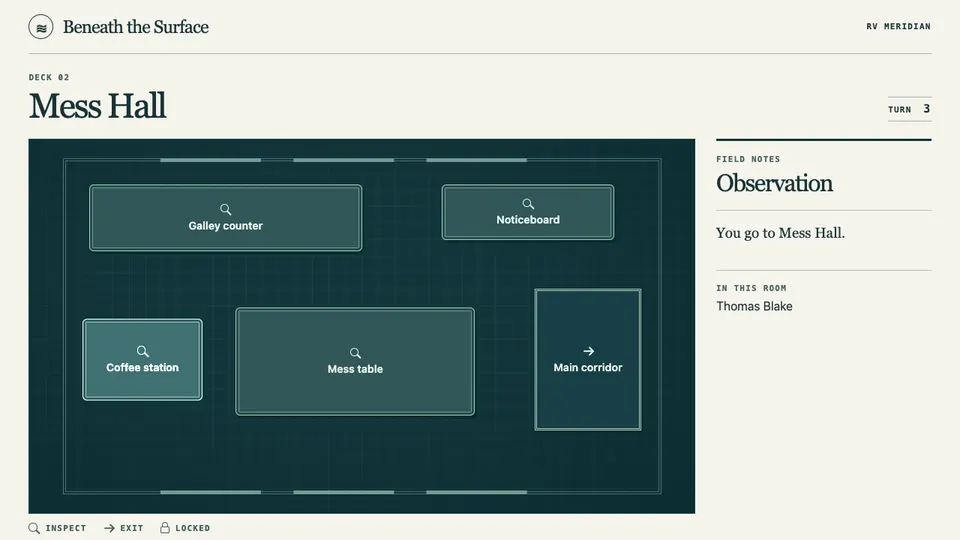 Beneath the Surface
RV MERIDIAN
DECK 02
Mess Hall
TURN 3
Galley counter
Noticeboard
Coffee station
Mess table
Main corridor
FIELD NOTES
Observation
You go to Mess Hall.
IN THIS ROOM
Thomas Blake
INSPECT
EXIT
LOCKED